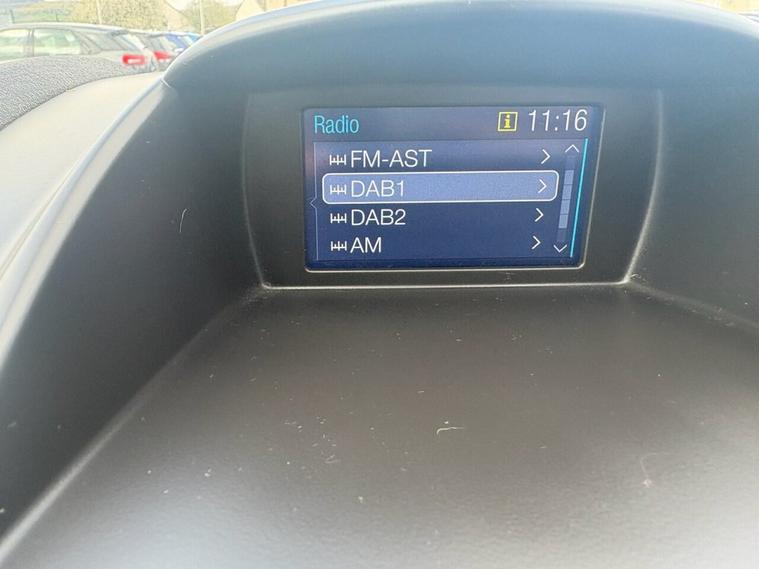 Radio i 11:16
FM-AST
DAB1
DAB2
AM